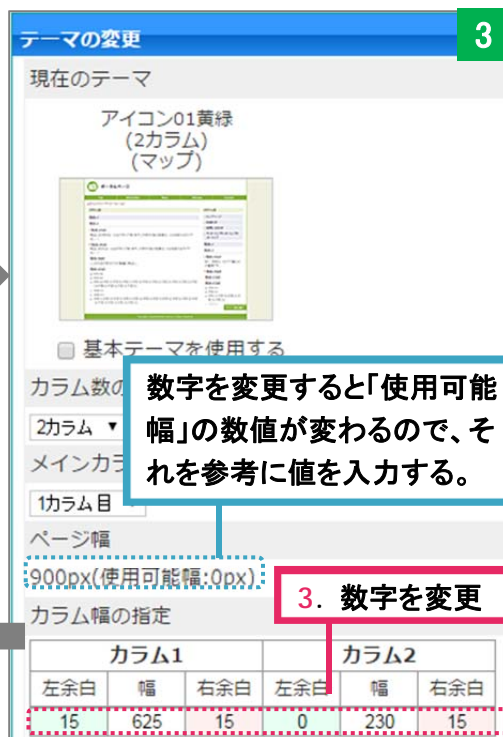 テーマの変更
3
現在のテーマ
アイコン01黄緑
(2カラム)
(マップ)
基本テーマを使用する
カラム数の
数字を変更すると「使用可能
幅」の数値が変わるので、そ
れを参考に値を入力する。
2カラム ▼
メインカラ
1カラム目
ページ幅
900px(使用可能幅:0px)
3. 数字を変更
カラム幅の指定
カラム1 カラム2
左余白 幅 右余白 左余白 幅 右余白
15 625 15 0 230 15